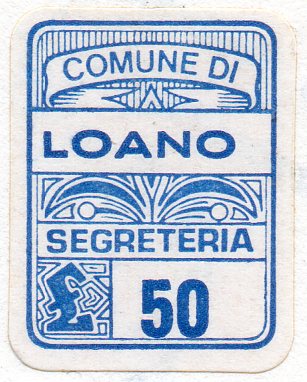 COMUNE DI
LOANO
SEGRETERIA
£ 50